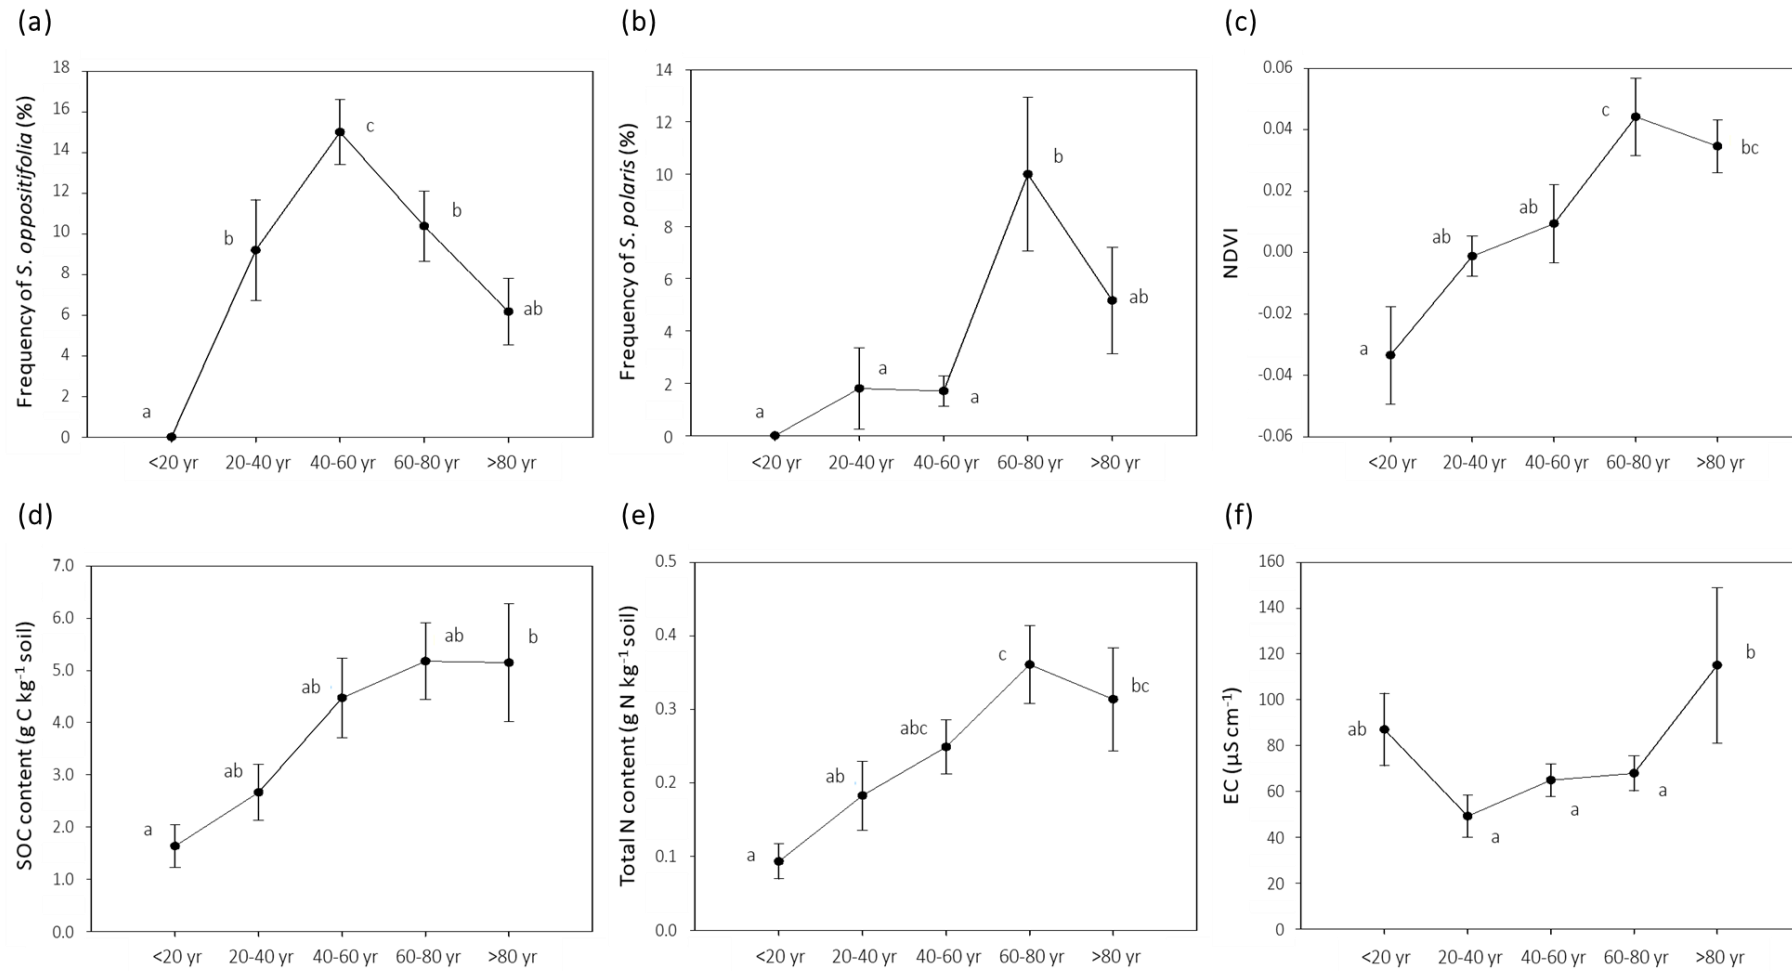 (a)
Frequency of S. oppositifolia (%)
18
16
14
12
10
8
6
4
2
0
a
b
c
b
ab
<20 yr 20-40 yr 40-60 yr 60-80 yr >80 yr
(b)
Frequency of S. polaris (%)
14
12
10
8
6
4
2
0
a
a
a
b
ab
<20 yr 20-40 yr 40-60 yr 60-80 yr >80 yr
(c)
NDVI
0.06
0.04
0.02
0.00
-0.02
-0.04
-0.06
a
ab
ab
c
bc
<20 yr 20-40 yr 40-60 yr 60-80 yr >80 yr
(d)
SOC content (g C kg⁻¹ soil)
7.0
6.0
5.0
4.0
3.0
2.0
1.0
0.0
a
ab
ab
ab
b
<20 yr 20-40 yr 40-60 yr 60-80 yr >80 yr
(e)
Total N content (g N kg⁻¹ soil)
0.5
0.4
0.3
0.2
0.1
0.0
a
ab
abc
c
bc
<20 yr 20-40 yr 40-60 yr 60-80 yr >80 yr
(f)
EC (µS cm⁻¹)
160
140
120
100
80
60
40
20
0
ab
a
a
a
b
<20 yr 20-40 yr 40-60 yr 60-80 yr >80 yr